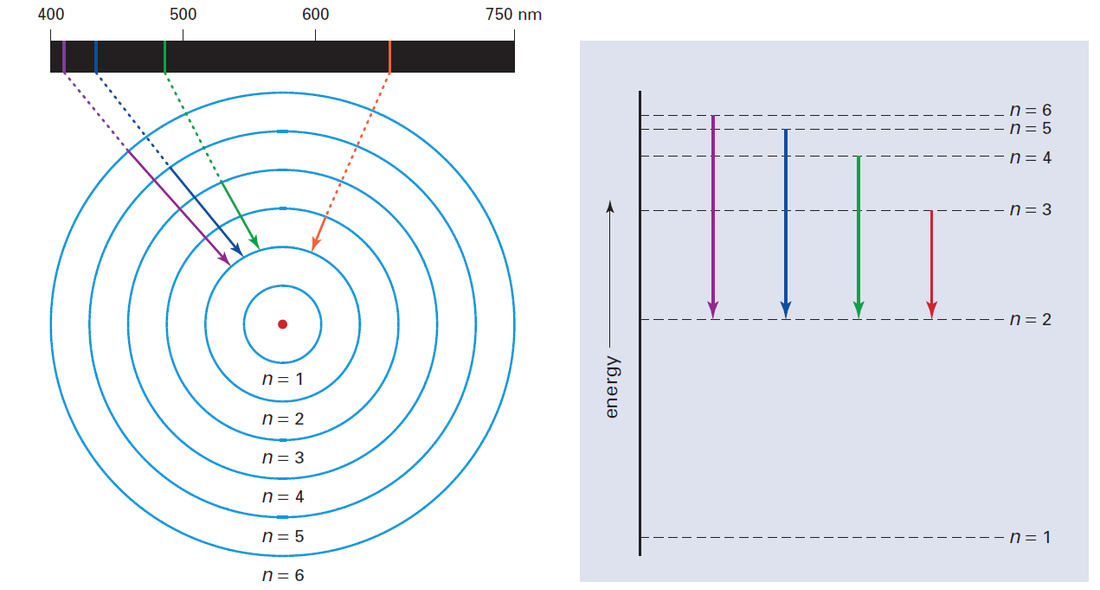 400 500 600 750 nm
n = 1
n = 2
n = 3
n = 4
n = 5
n = 6
energy
n = 6
n = 5
n = 4
n = 3
n = 2
n = 1